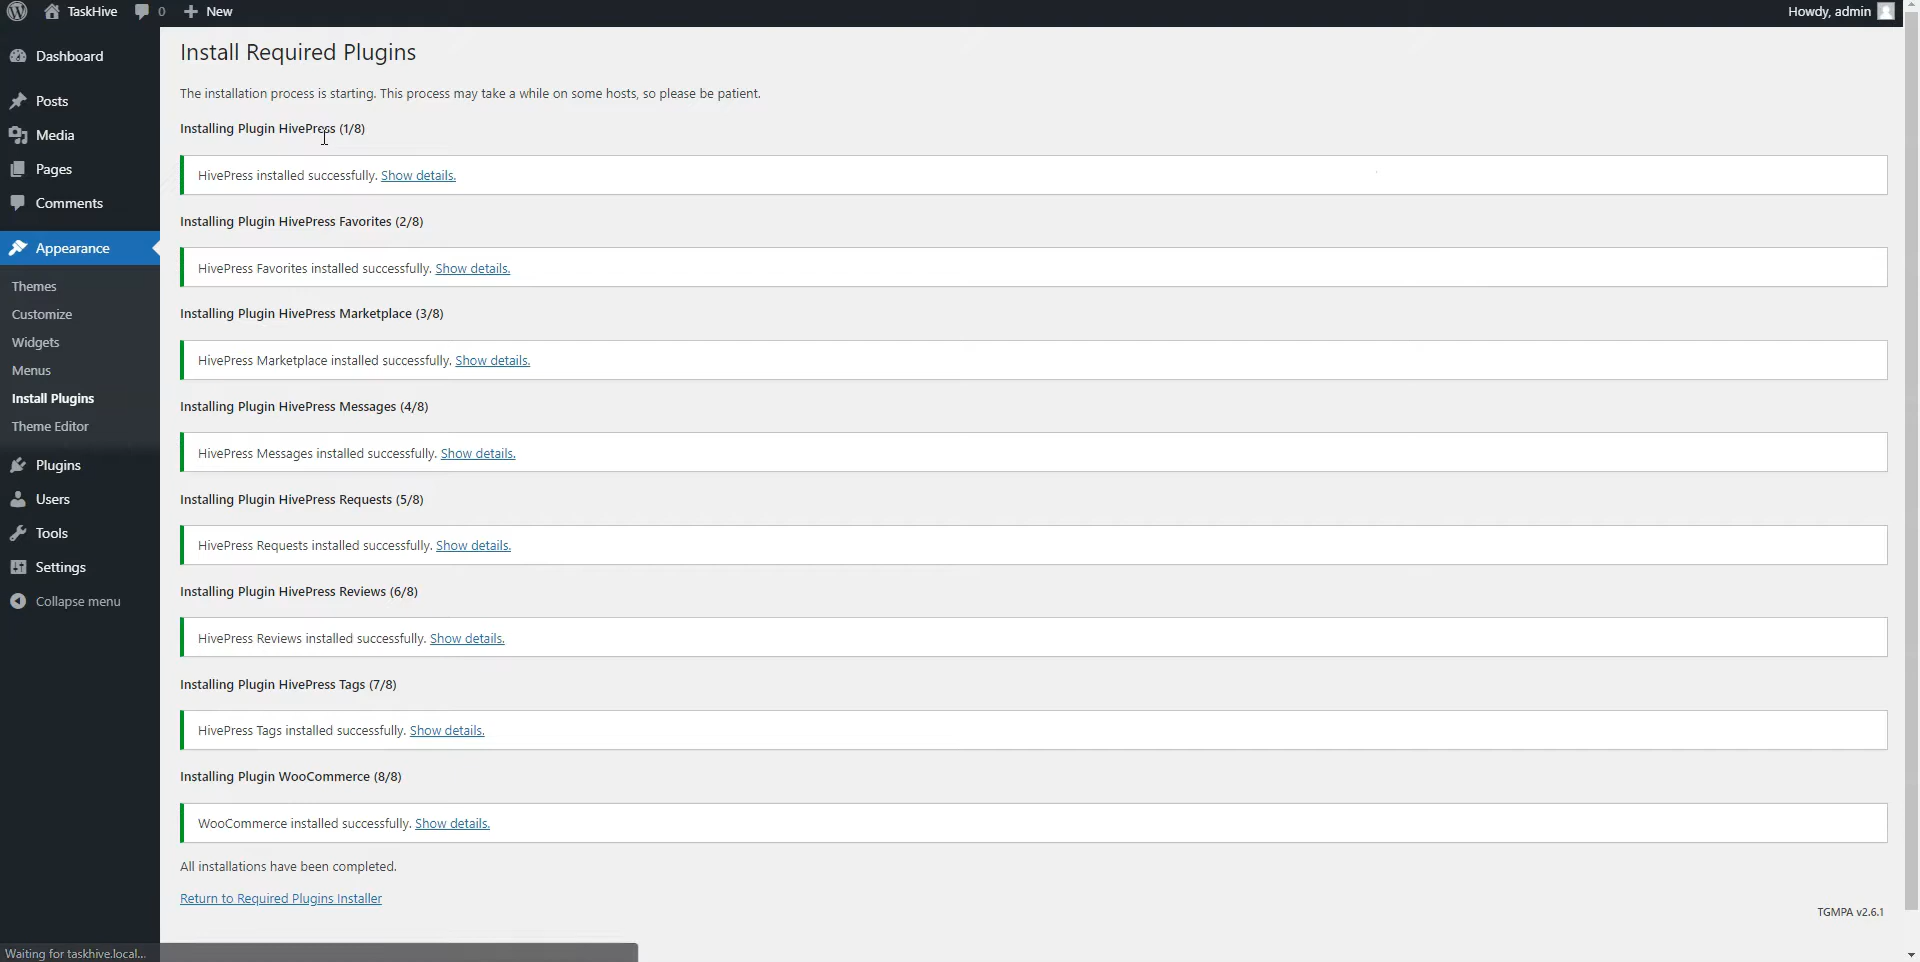 TaskHive 0 New Howdy, admin
Dashboard
Posts
Media
Pages
Comments
Appearance
Themes
Customize
Widgets
Menus
Install Plugins
Theme Editor
Plugins
Users
Tools
Settings
Collapse menu
Install Required Plugins
The installation process is starting. This process may take a while on some hosts, so please be patient.
Installing Plugin HivePress (1/8)
HivePress installed successfully. Show details.
Installing Plugin HivePress Favorites (2/8)
HivePress Favorites installed successfully. Show details.
Installing Plugin HivePress Marketplace (3/8)
HivePress Marketplace installed successfully. Show details.
Installing Plugin HivePress Messages (4/8)
HivePress Messages installed successfully. Show details.
Installing Plugin HivePress Requests (5/8)
HivePress Requests installed successfully. Show details.
Installing Plugin HivePress Reviews (6/8)
HivePress Reviews installed successfully. Show details.
Installing Plugin HivePress Tags (7/8)
HivePress Tags installed successfully. Show details.
Installing Plugin WooCommerce (8/8)
WooCommerce installed successfully. Show details.
All installations have been completed.
Return to Required Plugins Installer
TGMPA v2.6.1
Waiting for taskhive.local...